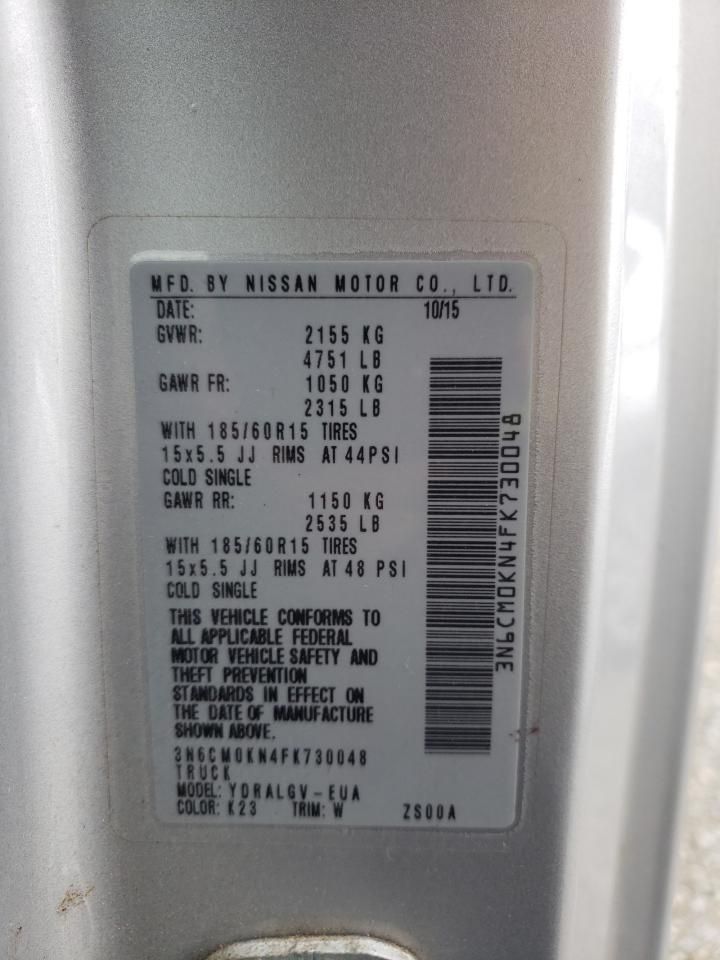 MFD. BY NISSAN MOTOR CO., LTD.
DATE: 10/15
GVWR: 2155 KG
4751 LB
GAWR FR: 1050 KG
2315 LB
WITH 185/60R15 TIRES
15x5.5 JJ RIMS AT 44PSI
COLD SINGLE
GAWR RR: 1150 KG
2535 LB
WITH 185/60R15 TIRES
15x5.5 JJ RIMS AT 48 PSI
COLD SINGLE
THIS VEHICLE CONFORMS TO
ALL APPLICABLE FEDERAL
MOTOR VEHICLE SAFETY AND
THEFT PREVENTION
STANDARDS IN EFFECT ON
THE DATE OF MANUFACTURE
SHOWN ABOVE.
3N6CM0KN4FK730048
TRUCK
MODEL: YDRALGV-EUA
COLOR: K23 TRIM: W ZS00A
3N6CM0KN4FK730048